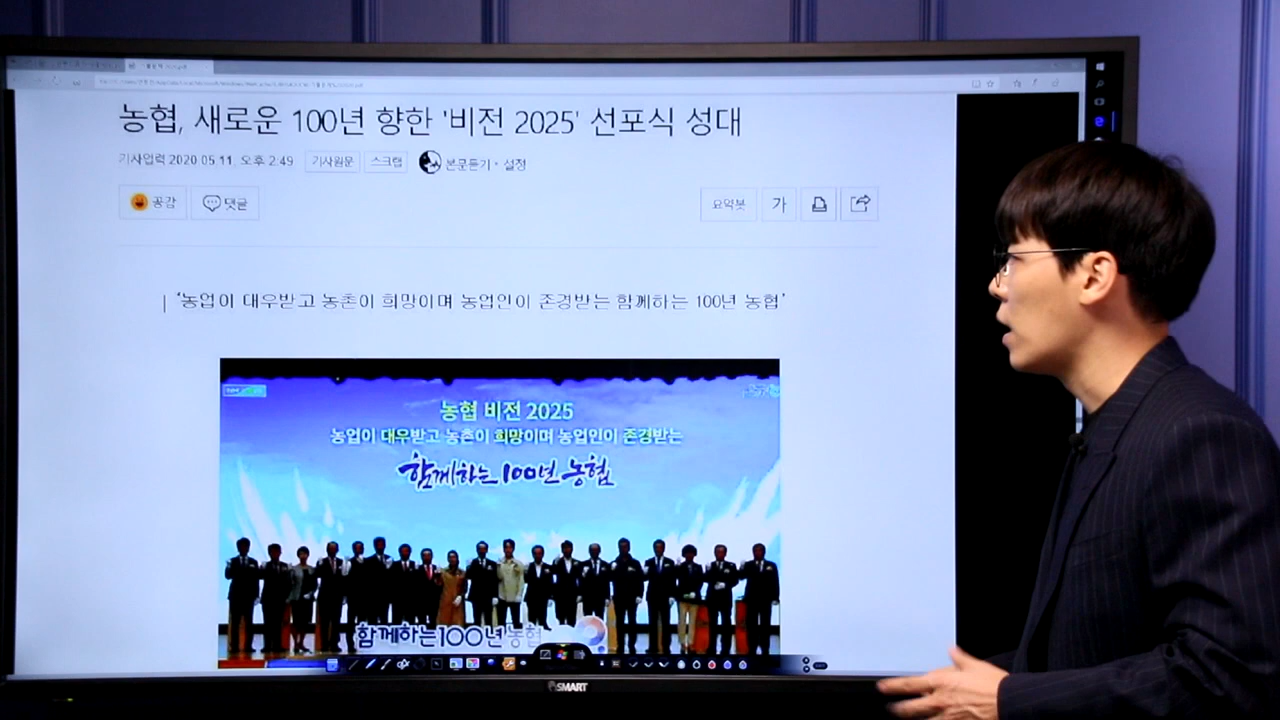 농협, 새로운 100년 향한 '비전 2025' 선포식 성대
기사입력 2020.05.11. 오후 2:49 기사원문 스크랩 본문듣기 · 설정
공감 댓글 요약봇 가
'농업이 대우받고 농촌이 희망이며 농업인이 존경받는 함께하는 100년 농협'
농협 비전 2025
농업이 대우받고 농촌이 희망이며 농업인이 존경받는
함께하는 100년 농협
함께하는100년농협
SMART